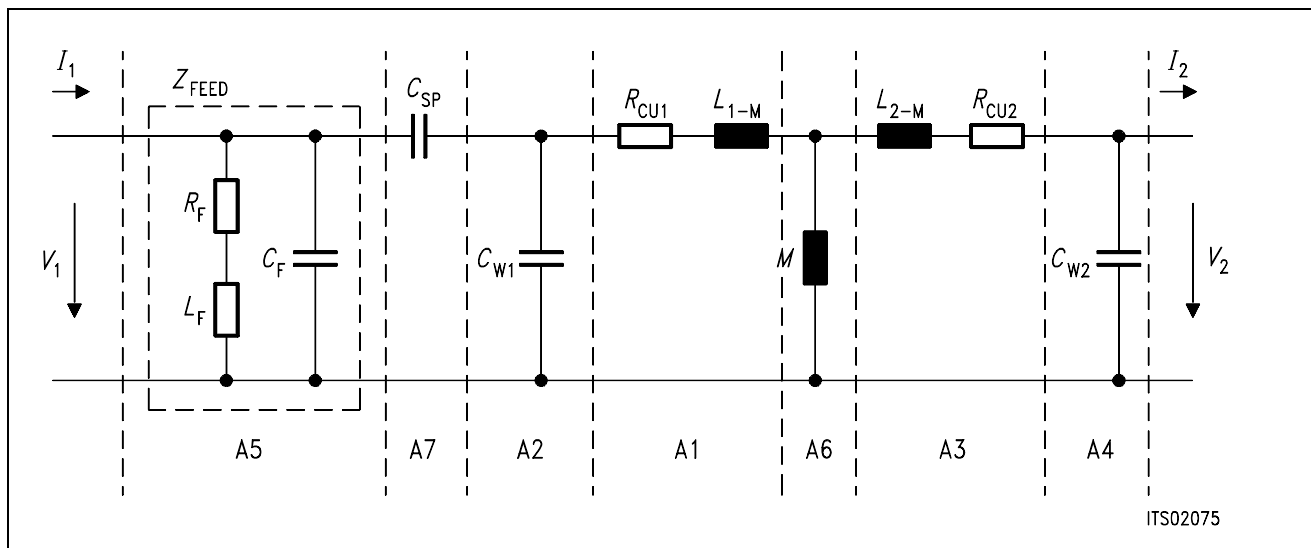 I1
I2
ZFEED
CSP
RCU1
L1–M
L2–M
RCU2
RF
V1
CF
CW1
M
CW2
V2
LF
A5
A7
A2
A1
A6
A3
A4
ITS02075